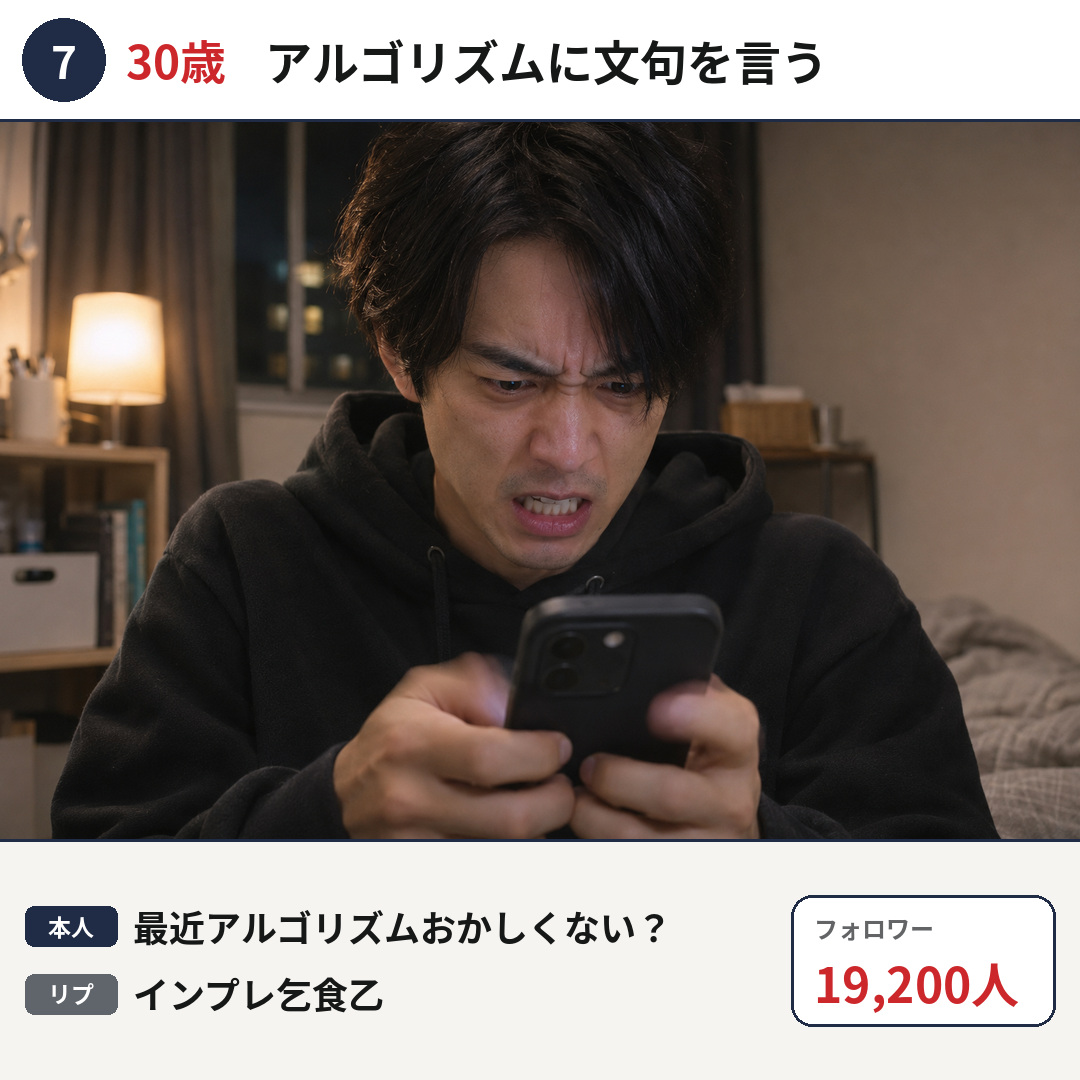 7 30歳 アルゴリズムに文句を言う
本人 最近アルゴリズムおかしくない？
リプ インプレ乞食乙
フォロワー
19,200人